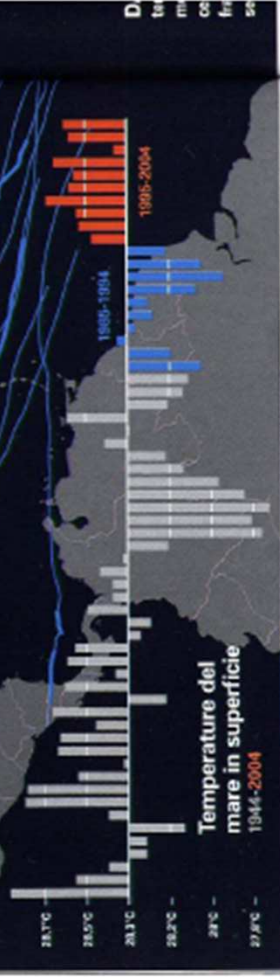 Temperature del
mare in superficie
1944-2004
1985-1994
1995-2004
28,7°C
28,5°C
28,3°C
28,2°C
28°C
27,8°C